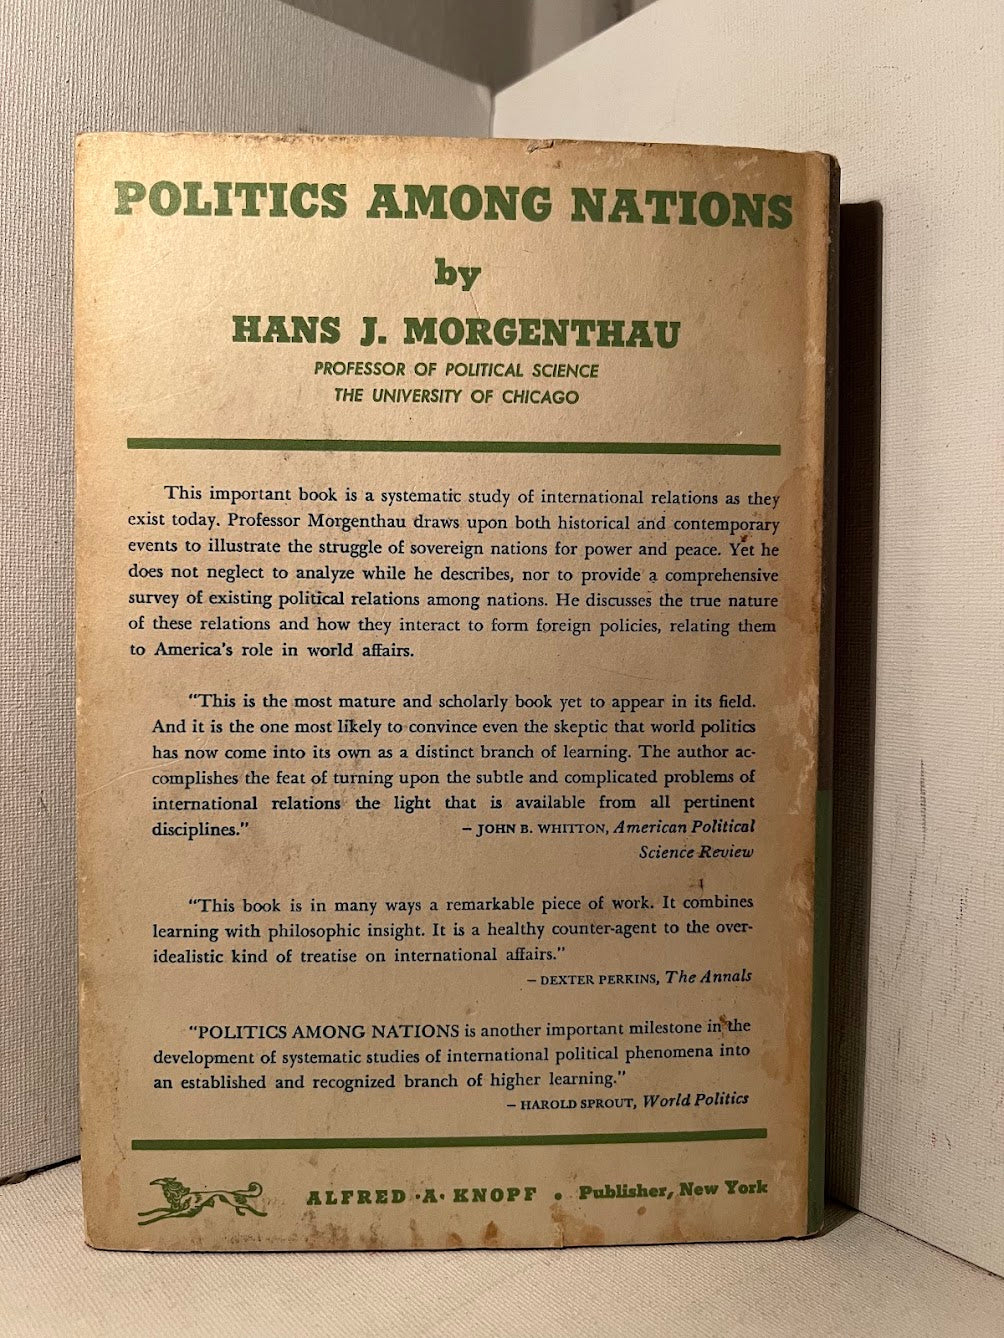 POLITICS AMONG NATIONS
by
HANS J. MORGENTHAU
PROFESSOR OF POLITICAL SCIENCE
THE UNIVERSITY OF CHICAGO
This important book is a systematic study of international relations as they
exist today. Professor Morgenthau draws upon both historical and contemporary
events to illustrate the struggle of sovereign nations for power and peace. Yet he
does not neglect to analyze while he describes, nor to provide a comprehensive
survey of existing political relations among nations. He discusses the true nature
of these relations and how they interact to form foreign policies, relating them
to America's role in world affairs.
"This is the most mature and scholarly book yet to appear in its field.
And it is the one most likely to convince even the skeptic that world politics
has now come into its own as a distinct branch of learning. The author ac-
complishes the feat of turning upon the subtle and complicated problems of
international relations the light that is available from all pertinent
disciplines." – JOHN B. WHITTON, American Political
Science Review
"This book is in many ways a remarkable piece of work. It combines
learning with philosophic insight. It is a healthy counter-agent to the over-
idealistic kind of treatise on international affairs."
– DEXTER PERKINS, The Annals
"POLITICS AMONG NATIONS is another important milestone in the
development of systematic studies of international political phenomena into
an established and recognized branch of higher learning."
– HAROLD SPROUT, World Politics
ALFRED · A · KNOPF • Publisher, New York